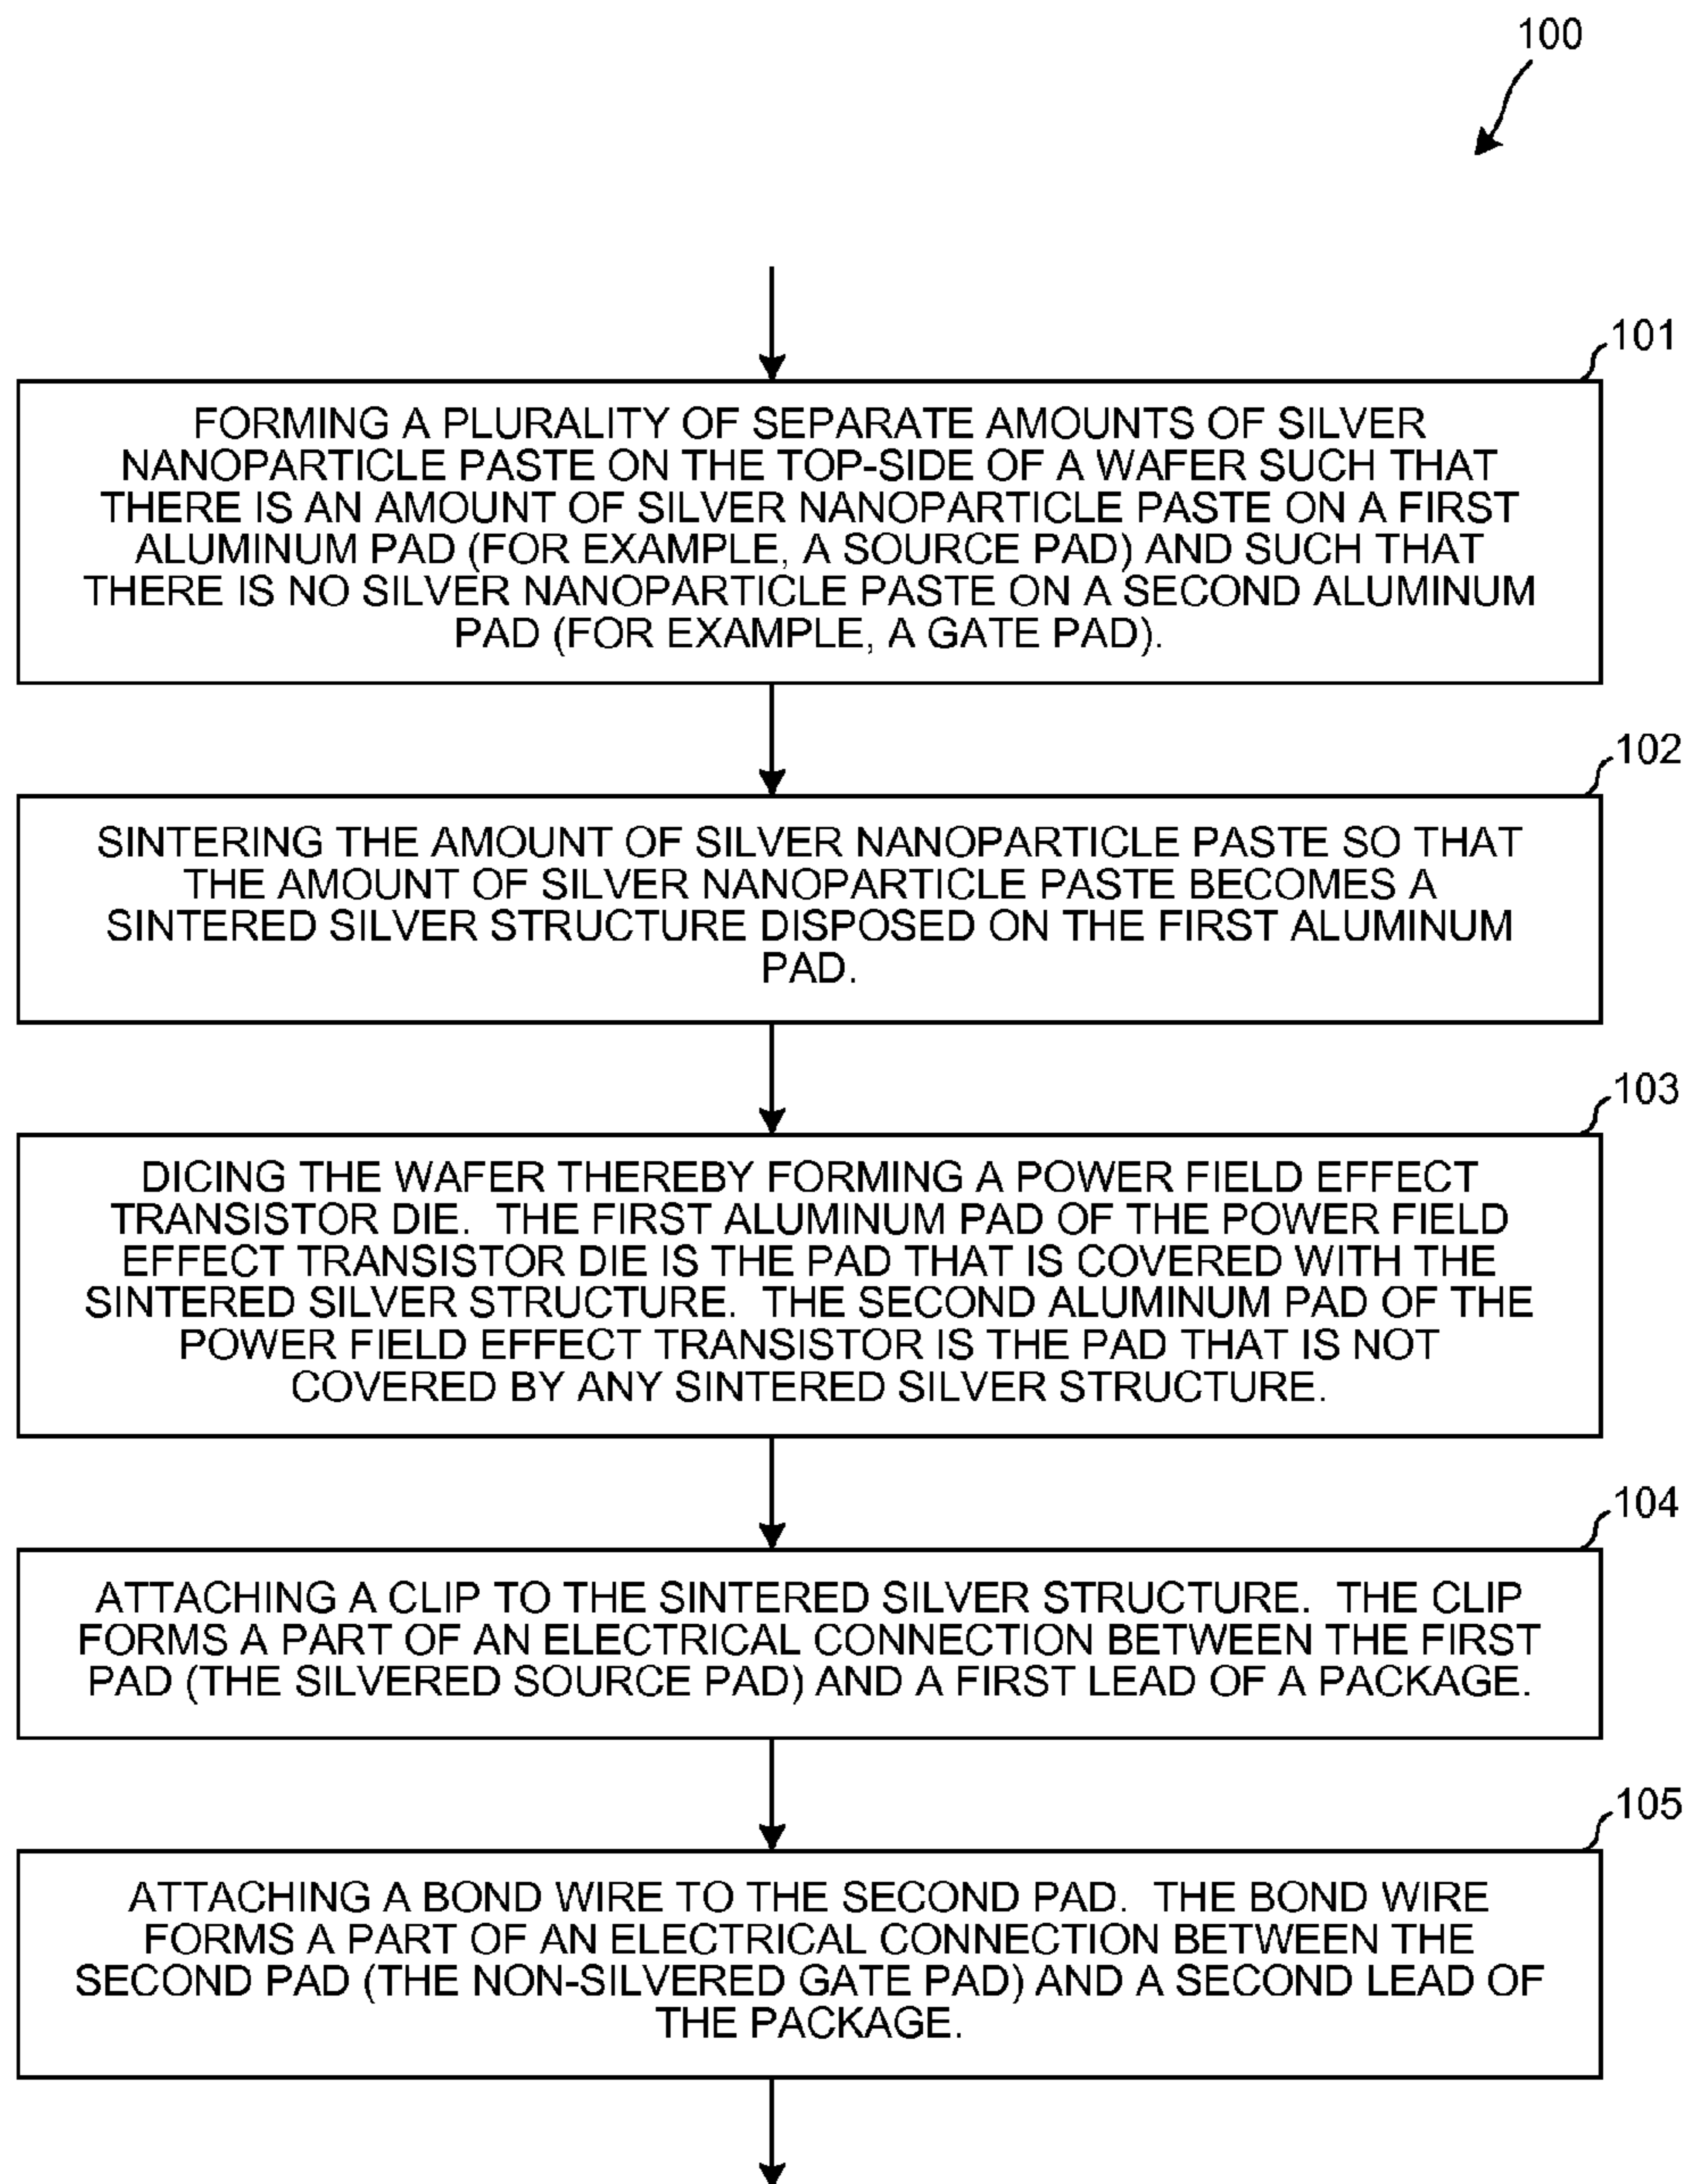 100
101
FORMING A PLURALITY OF SEPARATE AMOUNTS OF SILVER
NANOPARTICLE PASTE ON THE TOP-SIDE OF A WAFER SUCH THAT
THERE IS AN AMOUNT OF SILVER NANOPARTICLE PASTE ON A FIRST
ALUMINUM PAD (FOR EXAMPLE, A SOURCE PAD) AND SUCH THAT
THERE IS NO SILVER NANOPARTICLE PASTE ON A SECOND ALUMINUM
PAD (FOR EXAMPLE, A GATE PAD).
102
SINTERING THE AMOUNT OF SILVER NANOPARTICLE PASTE SO THAT
THE AMOUNT OF SILVER NANOPARTICLE PASTE BECOMES A
SINTERED SILVER STRUCTURE DISPOSED ON THE FIRST ALUMINUM
PAD.
103
DICING THE WAFER THEREBY FORMING A POWER FIELD EFFECT
TRANSISTOR DIE. THE FIRST ALUMINUM PAD OF THE POWER FIELD
EFFECT TRANSISTOR DIE IS THE PAD THAT IS COVERED WITH THE
SINTERED SILVER STRUCTURE. THE SECOND ALUMINUM PAD OF THE
POWER FIELD EFFECT TRANSISTOR IS THE PAD THAT IS NOT
COVERED BY ANY SINTERED SILVER STRUCTURE.
104
ATTACHING A CLIP TO THE SINTERED SILVER STRUCTURE. THE CLIP
FORMS A PART OF AN ELECTRICAL CONNECTION BETWEEN THE FIRST
PAD (THE SILVERED SOURCE PAD) AND A FIRST LEAD OF A PACKAGE.
105
ATTACHING A BOND WIRE TO THE SECOND PAD. THE BOND WIRE
FORMS A PART OF AN ELECTRICAL CONNECTION BETWEEN THE
SECOND PAD (THE NON-SILVERED GATE PAD) AND A SECOND LEAD OF
THE PACKAGE.